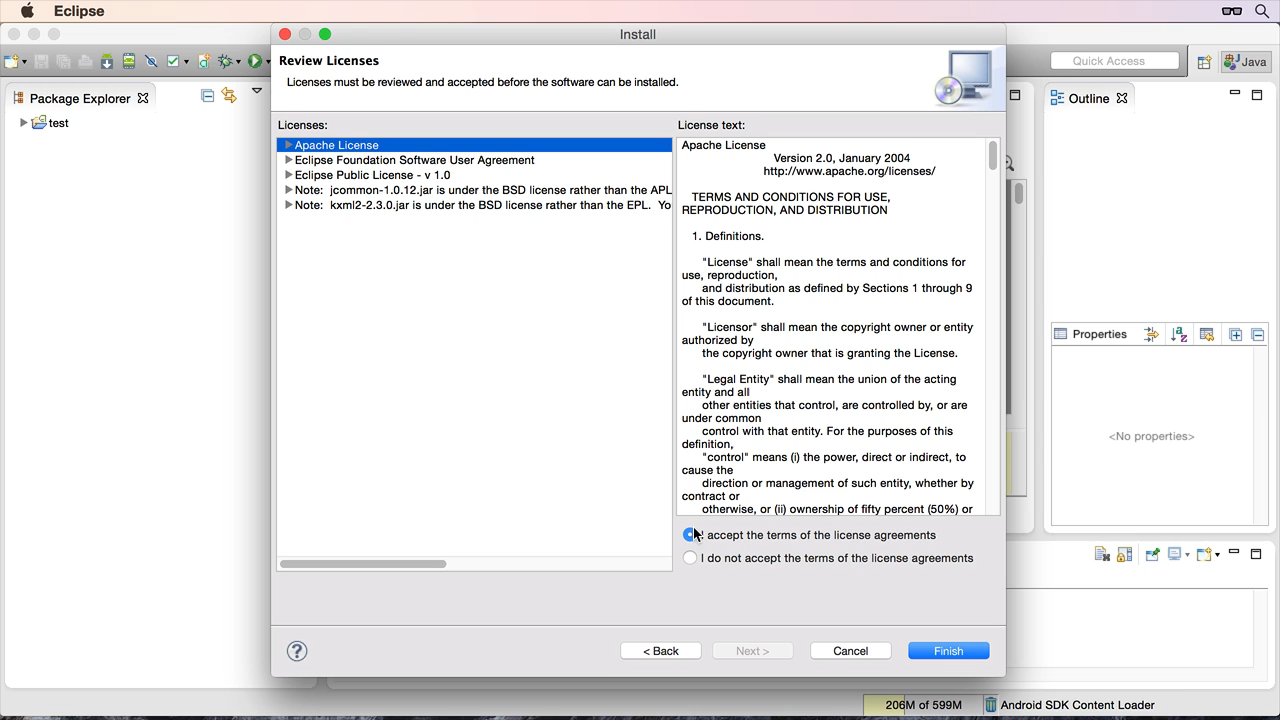 Eclipse
Install
Review Licenses
Licenses must be reviewed and accepted before the software can be installed.
Quick Access
Java
Package Explorer
test
Outline
Licenses:
Apache License
Eclipse Foundation Software User Agreement
Eclipse Public License - v 1.0
Note: jcommon-1.0.12.jar is under the BSD license rather than the APL
Note: kxml2-2.3.0.jar is under the BSD license rather than the EPL. Yo
License text:
Apache License
Version 2.0, January 2004
http://www.apache.org/licenses/
TERMS AND CONDITIONS FOR USE,
REPRODUCTION, AND DISTRIBUTION
1. Definitions.
"License" shall mean the terms and conditions for
use, reproduction,
and distribution as defined by Sections 1 through 9
of this document.
"Licensor" shall mean the copyright owner or entity
authorized by
the copyright owner that is granting the License.
"Legal Entity" shall mean the union of the acting
entity and all
other entities that control, are controlled by, or are
under common
control with that entity. For the purposes of this
definition,
"control" means (i) the power, direct or indirect, to
cause the
direction or management of such entity, whether by
contract or
otherwise, or (ii) ownership of fifty percent (50%) or
I accept the terms of the license agreements
I do not accept the terms of the license agreements
Properties
<No properties>
< Back
Next >
Cancel
Finish
206M of 599M
Android SDK Content Loader